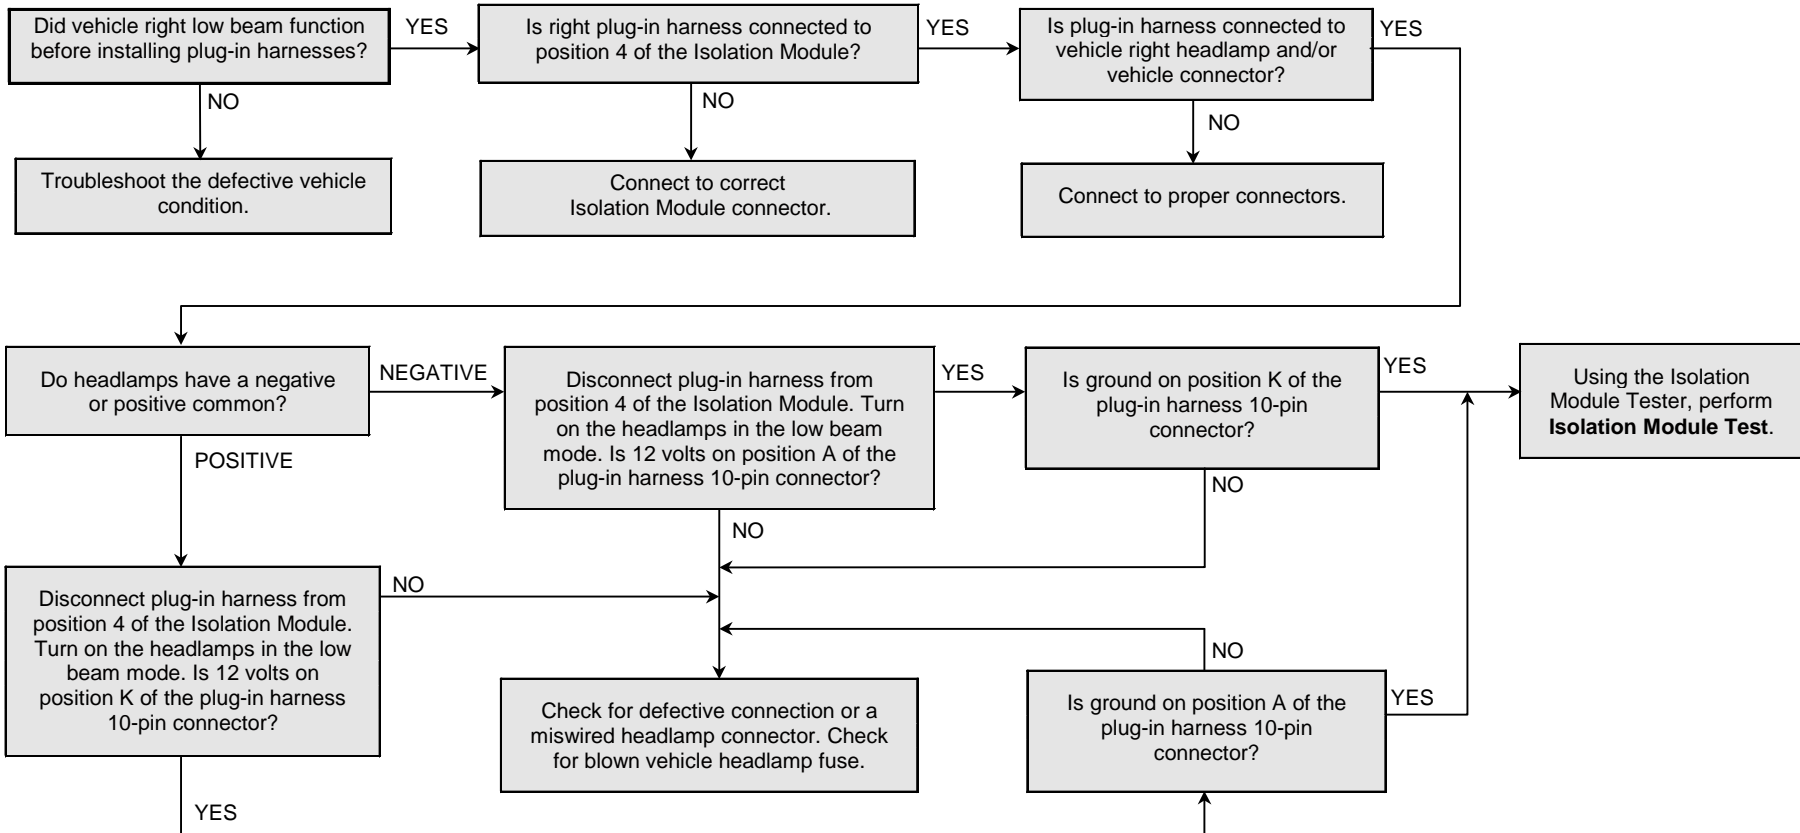 Did vehicle right low beam function
before installing plug-in harnesses?
YES
Is right plug-in harness connected to
position 4 of the Isolation Module?
YES
Is plug-in harness connected to
vehicle right headlamp and/or
vehicle connector?
YES
NO
NO
NO
Troubleshoot the defective vehicle
condition.
Connect to correct
Isolation Module connector.
Connect to proper connectors.
Do headlamps have a negative
or positive common?
NEGATIVE
Disconnect plug-in harness from
position 4 of the Isolation Module. Turn
on the headlamps in the low beam
mode. Is 12 volts on position A of the
plug-in harness 10-pin connector?
YES
Is ground on position K of the
plug-in harness 10-pin
connector?
YES
Using the Isolation
Module Tester, perform
Isolation Module Test.
POSITIVE
NO
NO
Disconnect plug-in harness from
position 4 of the Isolation Module.
Turn on the headlamps in the low
beam mode. Is 12 volts on
position K of the plug-in harness
10-pin connector?
NO
Check for defective connection or a
miswired headlamp connector. Check
for blown vehicle headlamp fuse.
NO
Is ground on position A of the
plug-in harness 10-pin
connector?
YES
YES